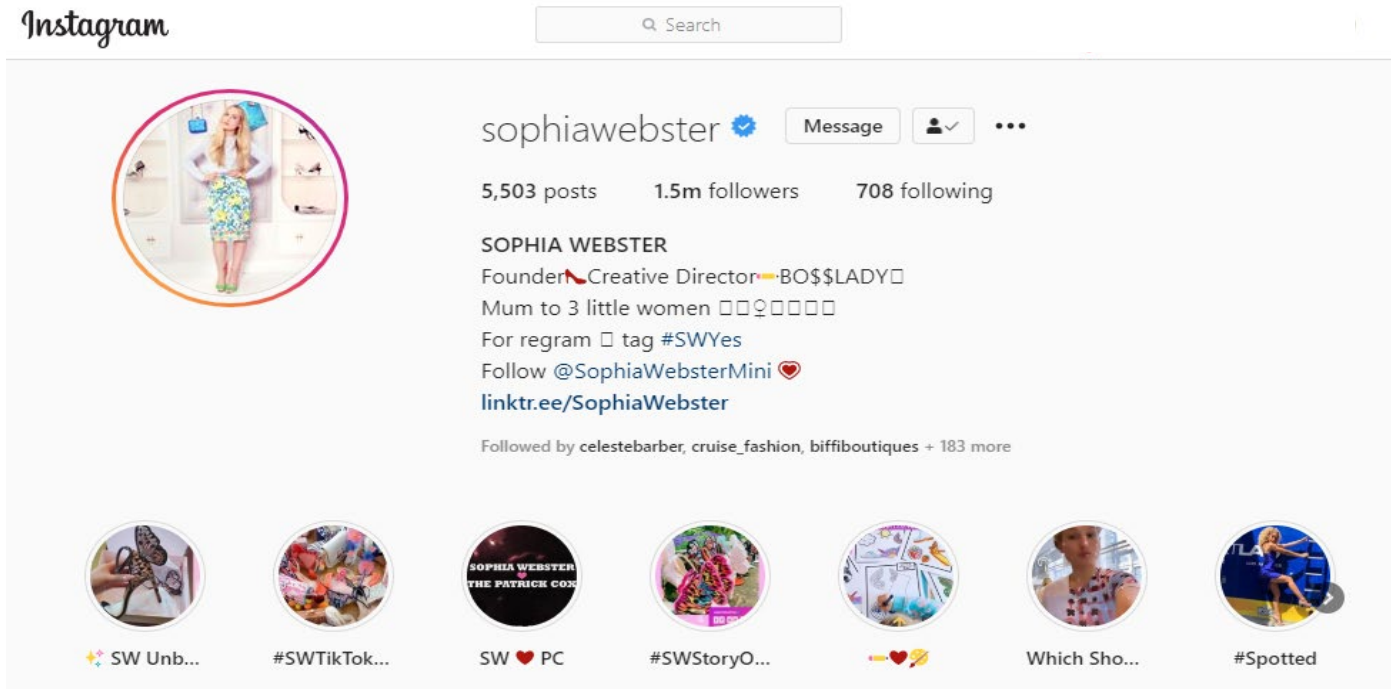 Instagram
Search
sophiawebster
Message
5,503 posts 1.5m followers 708 following
SOPHIA WEBSTER
Founder👠Creative Director✏️BO$$LADY□
Mum to 3 little women □□♀□□□□
For regram □ tag #SWYes
Follow @SophiaWebsterMini 💟
linktr.ee/SophiaWebster
Followed by celestebarber, cruise_fashion, biffiboutiques + 183 more
SOPHIA WEBSTER
THE PATRICK COX
✨ SW Unb... #SWTikTok... SW ♥ PC #SWStoryO... ✏️♥🎨 Which Sho... #Spotted